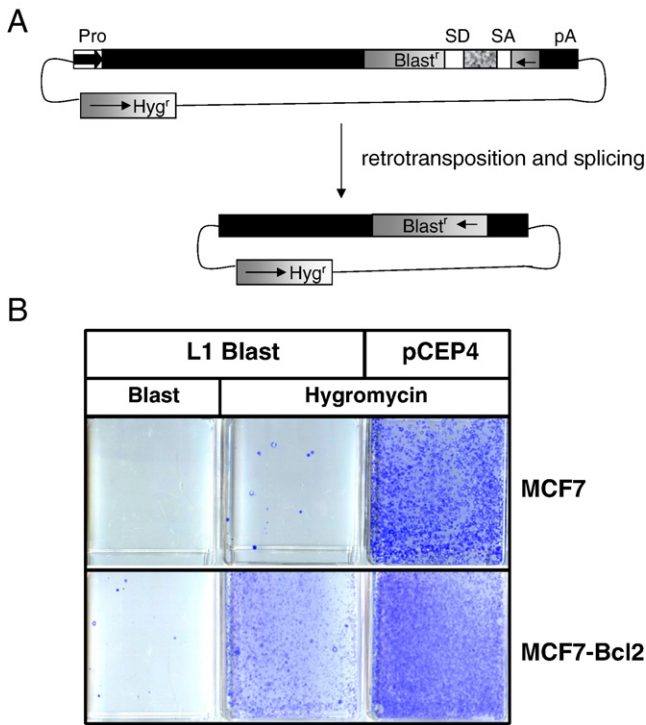 A
Pro SD SA pA
Blastʳ
Hygʳ
retrotransposition and splicing
Blastʳ
Hygʳ
B
L1 Blast pCEP4
Blast Hygromycin
MCF7
MCF7-Bcl2